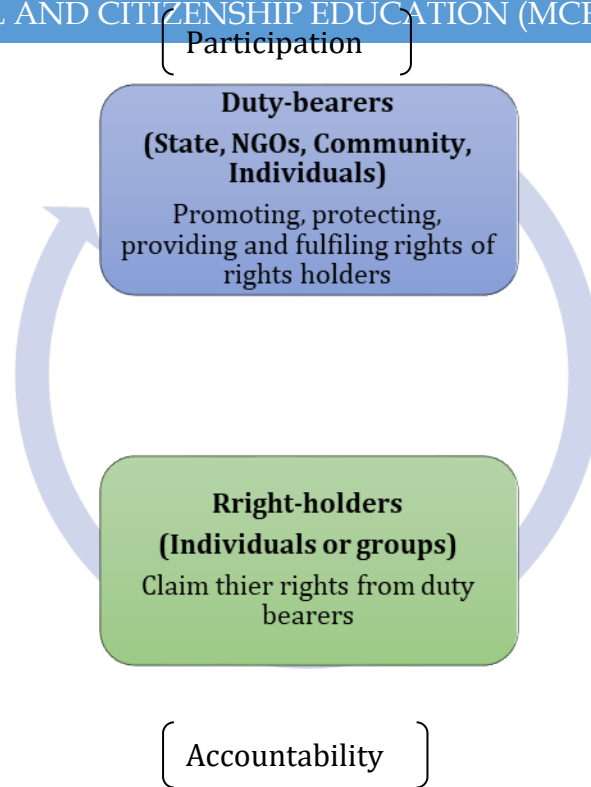 L AND CITIZENSHIP EDUCATION (MCE
Participation
Duty-bearers
(State, NGOs, Community,
Individuals)
Promoting, protecting,
providing and fulfiling rights of
rights holders
Rright-holders
(Individuals or groups)
Claim thier rights from duty
bearers
Accountability